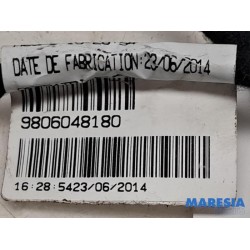 DATE DE FABRICATION:23/06/2014
9806048180
16:28:5423/06/2014
MARESIA